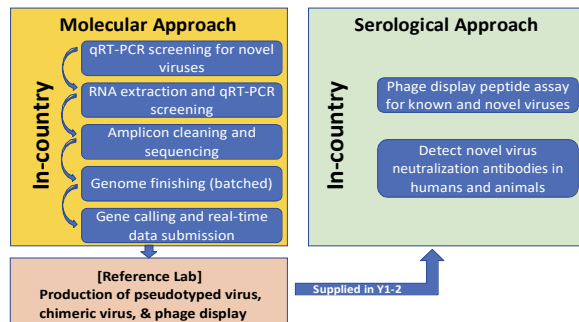 Molecular Approach
In-country
qRT-PCR screening for novel
viruses
RNA extraction and qRT-PCR
screening
Amplicon cleaning and
sequencing
Genome finishing (batched)
Gene calling and real-time
data submission
[Reference Lab]
Production of pseudotyped virus,
chimeric virus, & phage display
Supplied in Y1-2
Serological Approach
In-country
Phage display peptide assay
for known and novel viruses
Detect novel virus
neutralization antibodies in
humans and animals